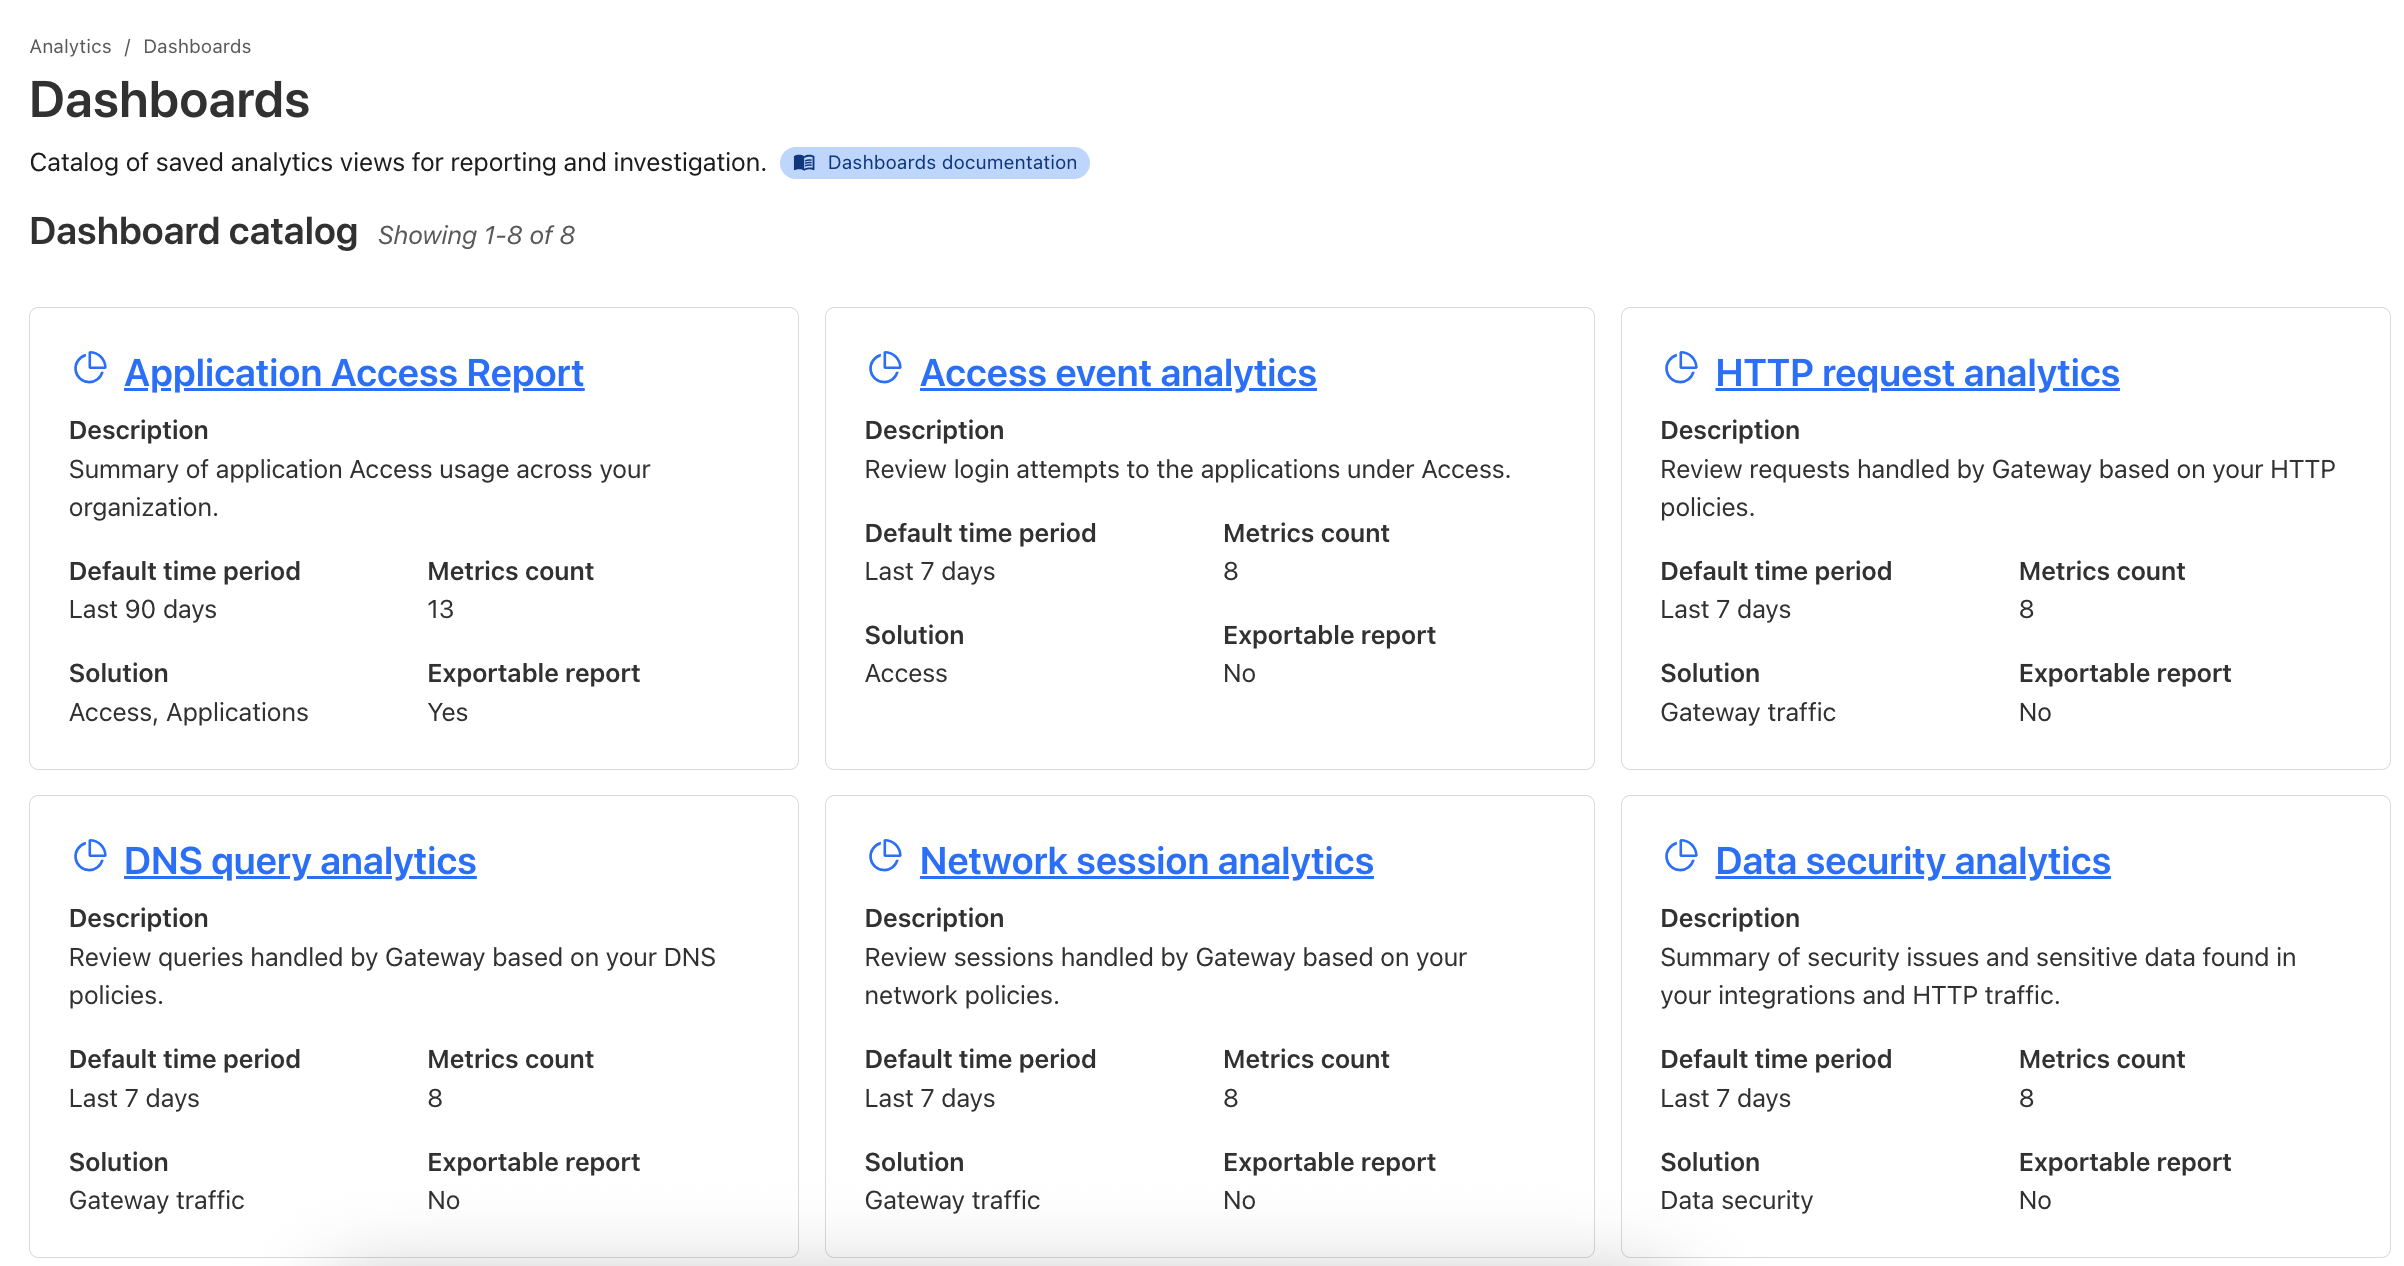 Analytics / Dashboards
Dashboards
Catalog of saved analytics views for reporting and investigation. Dashboards documentation
Dashboard catalog Showing 1-8 of 8
Application Access Report
Description
Summary of application Access usage across your
organization.
Default time period Metrics count
Last 90 days 13
Solution Exportable report
Access, Applications Yes
Access event analytics
Description
Review login attempts to the applications under Access.
Default time period Metrics count
Last 7 days 8
Solution Exportable report
Access No
HTTP request analytics
Description
Review requests handled by Gateway based on your HTTP
policies.
Default time period Metrics count
Last 7 days 8
Solution Exportable report
Gateway traffic No
DNS query analytics
Description
Review queries handled by Gateway based on your DNS
policies.
Default time period Metrics count
Last 7 days 8
Solution Exportable report
Gateway traffic No
Network session analytics
Description
Review sessions handled by Gateway based on your
network policies.
Default time period Metrics count
Last 7 days 8
Solution Exportable report
Gateway traffic No
Data security analytics
Description
Summary of security issues and sensitive data found in
your integrations and HTTP traffic.
Default time period Metrics count
Last 7 days 8
Solution Exportable report
Data security No